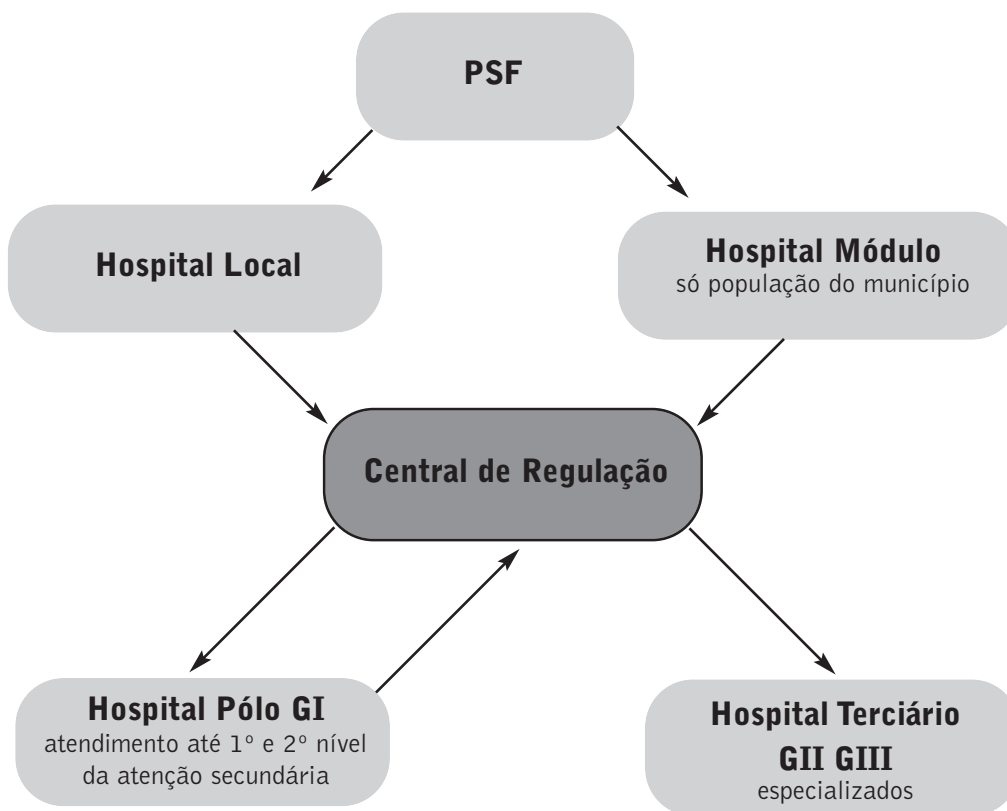 PSF
Hospital Local
Hospital Módulo
só população do município
Central de Regulação
Hospital Pólo GI
atendimento até 1º e 2º nível
da atenção secundária
Hospital Terciário
GII GIII
especializados